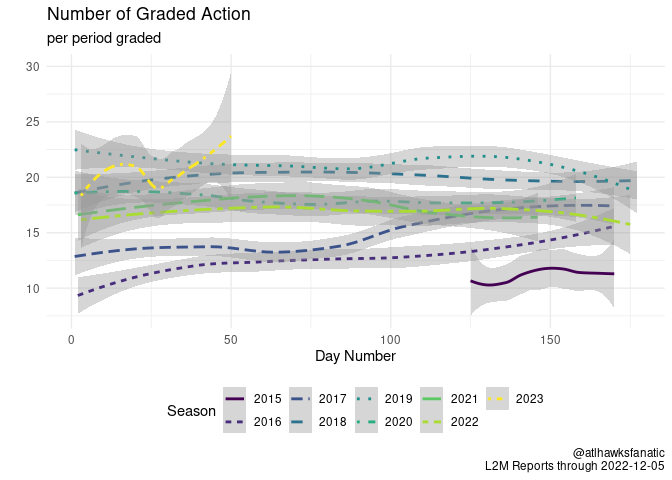 Number of Graded Action
per period graded
30
25
20
15
10
0 50 100 150
Day Number
Season 2015 2017 2019 2021 2023
2016 2018 2020 2022
@atlhawksfanatic
L2M Reports through 2022-12-05